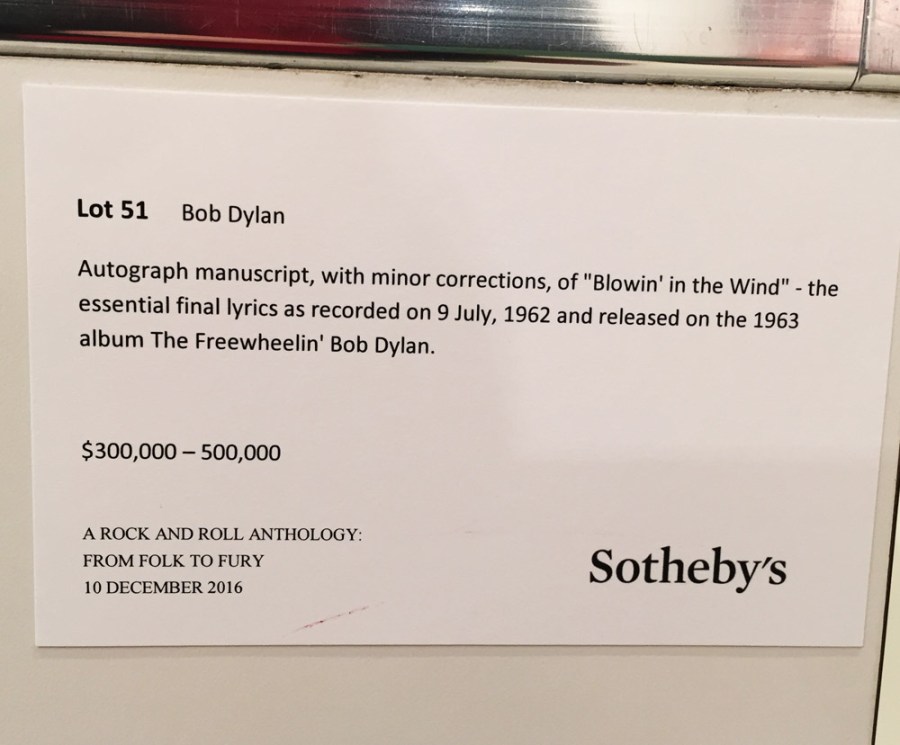 Lot 51 Bob Dylan
Autograph manuscript, with minor corrections, of "Blowin' in the Wind" - the
essential final lyrics as recorded on 9 July, 1962 and released on the 1963
album The Freewheelin' Bob Dylan.
$300,000 – 500,000
A ROCK AND ROLL ANTHOLOGY:
FROM FOLK TO FURY
10 DECEMBER 2016
Sotheby's